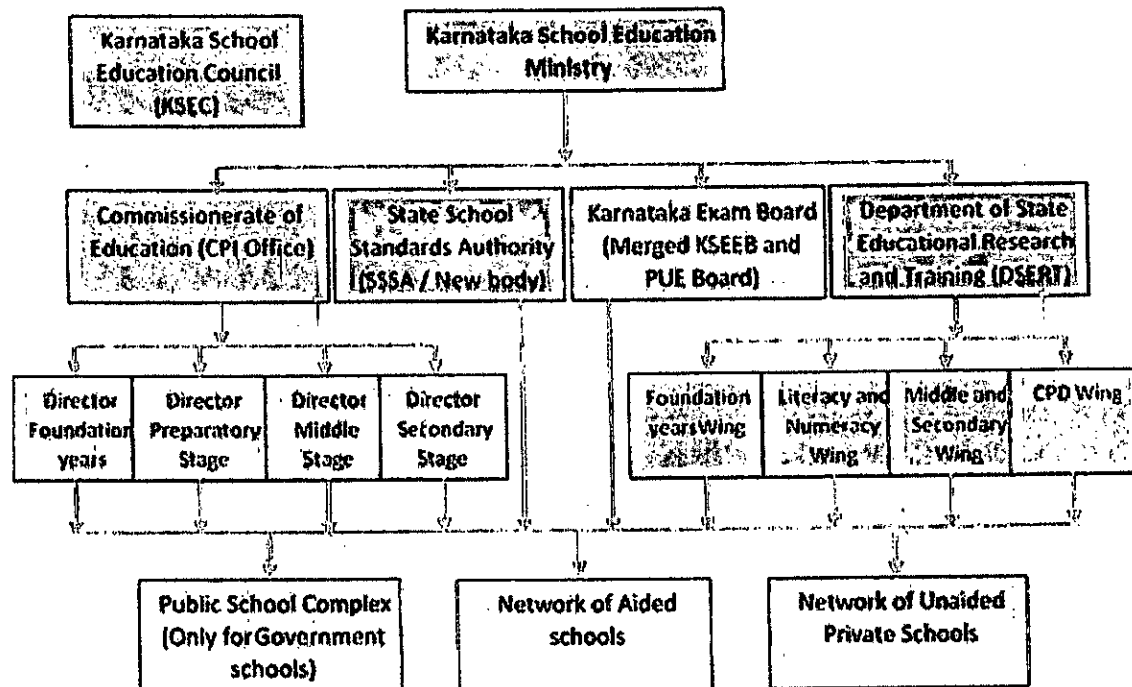 Karnataka School
Education Council
(KSEC)
Karnataka School Education
Ministry
Commissionerate of
Education (CPI Office)
State School
Standards
Authority
(SSSA / New body)
Karnataka Exam Board
(Merged KSEEB and
PUE Board)
Department of State
Educational Research
and Training (DSERT)
Director
Foundation
years
Director
Preparatory
Stage
Director
Middle
Stage
Director
Secondary
Stage
Foundation
years Wing
Literacy and
Numeracy
Wing
Middle and
Secondary
Wing
CPD Wing
Public School Complex
(Only for Government
schools)
Network of Aided
schools
Network of Unaided
Private Schools